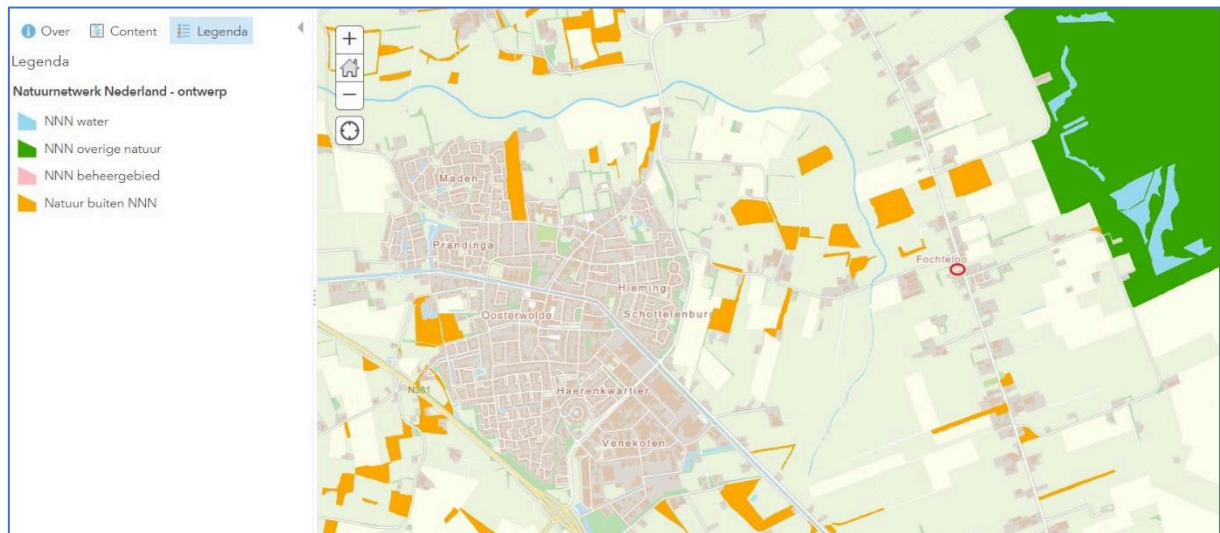 Over Content Legenda
Legenda
Natuurnetwerk Nederland - ontwerp
NNN water
NNN overige natuur
NNN beheergebied
Natuur buiten NNN
+
−
Maden
Prandinga
Fochteloo
Hieming
Oosterwolde
Schottelenburg
N381
Haerenkwartier
Venekoten